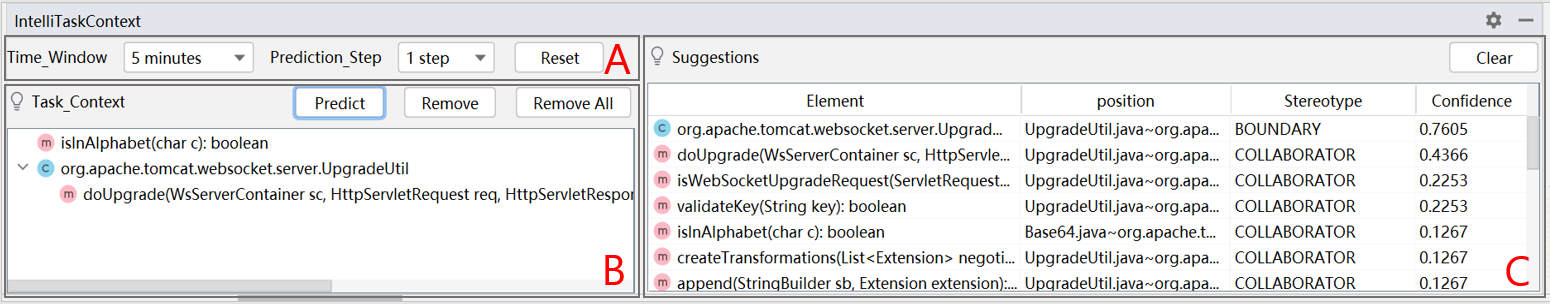 IntelliTaskContext
Time_Window 5 minutes Prediction_Step 1 step Reset A
Task_Context Predict Remove Remove All
m isInAlphabet(char c): boolean
C org.apache.tomcat.websocket.server.UpgradeUtil
m doUpgrade(WsServerContainer sc, HttpServletRequest req, HttpServletRespor
B
Suggestions Clear
Element position Stereotype Confidence
C org.apache.tomcat.websocket.server.Upgrad... UpgradeUtil.java~org.apa... BOUNDARY 0.7605
m doUpgrade(WsServerContainer sc, HttpServle... UpgradeUtil.java~org.apa... COLLABORATOR 0.4366
m isWebSocketUpgradeRequest(ServletRequest... UpgradeUtil.java~org.apa... COLLABORATOR 0.2253
m validateKey(String key): boolean UpgradeUtil.java~org.apa... COLLABORATOR 0.2253
m isInAlphabet(char c): boolean Base64.java~org.apache.t... COLLABORATOR 0.1267
m createTransformations(List<Extension> negoti... UpgradeUtil.java~org.apa... COLLABORATOR 0.1267
m append(StringBuilder sb, Extension extension):... UpgradeUtil.java~org.apa... COLLABORATOR 0.1267
C